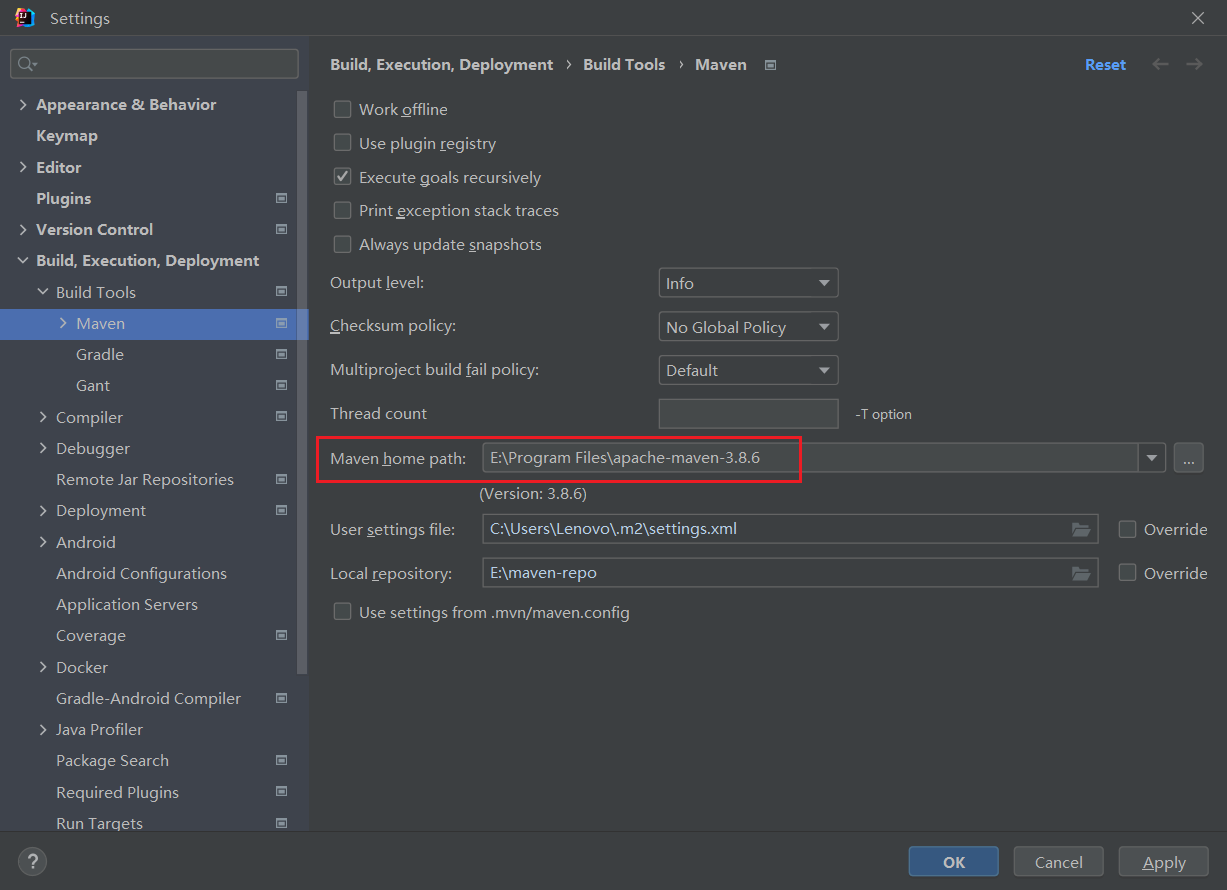 Settings
Build, Execution, Deployment › Build Tools › Maven
Reset
Appearance & Behavior
Keymap
Editor
Plugins
Version Control
Build, Execution, Deployment
Build Tools
Maven
Gradle
Gant
Compiler
Debugger
Remote Jar Repositories
Deployment
Android
Android Configurations
Application Servers
Coverage
Docker
Gradle-Android Compiler
Java Profiler
Package Search
Required Plugins
Run Targets
Work offline
Use plugin registry
Execute goals recursively
Print exception stack traces
Always update snapshots
Output level: Info
Checksum policy: No Global Policy
Multiproject build fail policy: Default
Thread count -T option
Maven home path: E:\Program Files\apache-maven-3.8.6 ...
(Version: 3.8.6)
User settings file: C:\Users\Lenovo\.m2\settings.xml Override
Local repository: E:\maven-repo Override
Use settings from .mvn/maven.config
? OK Cancel Apply